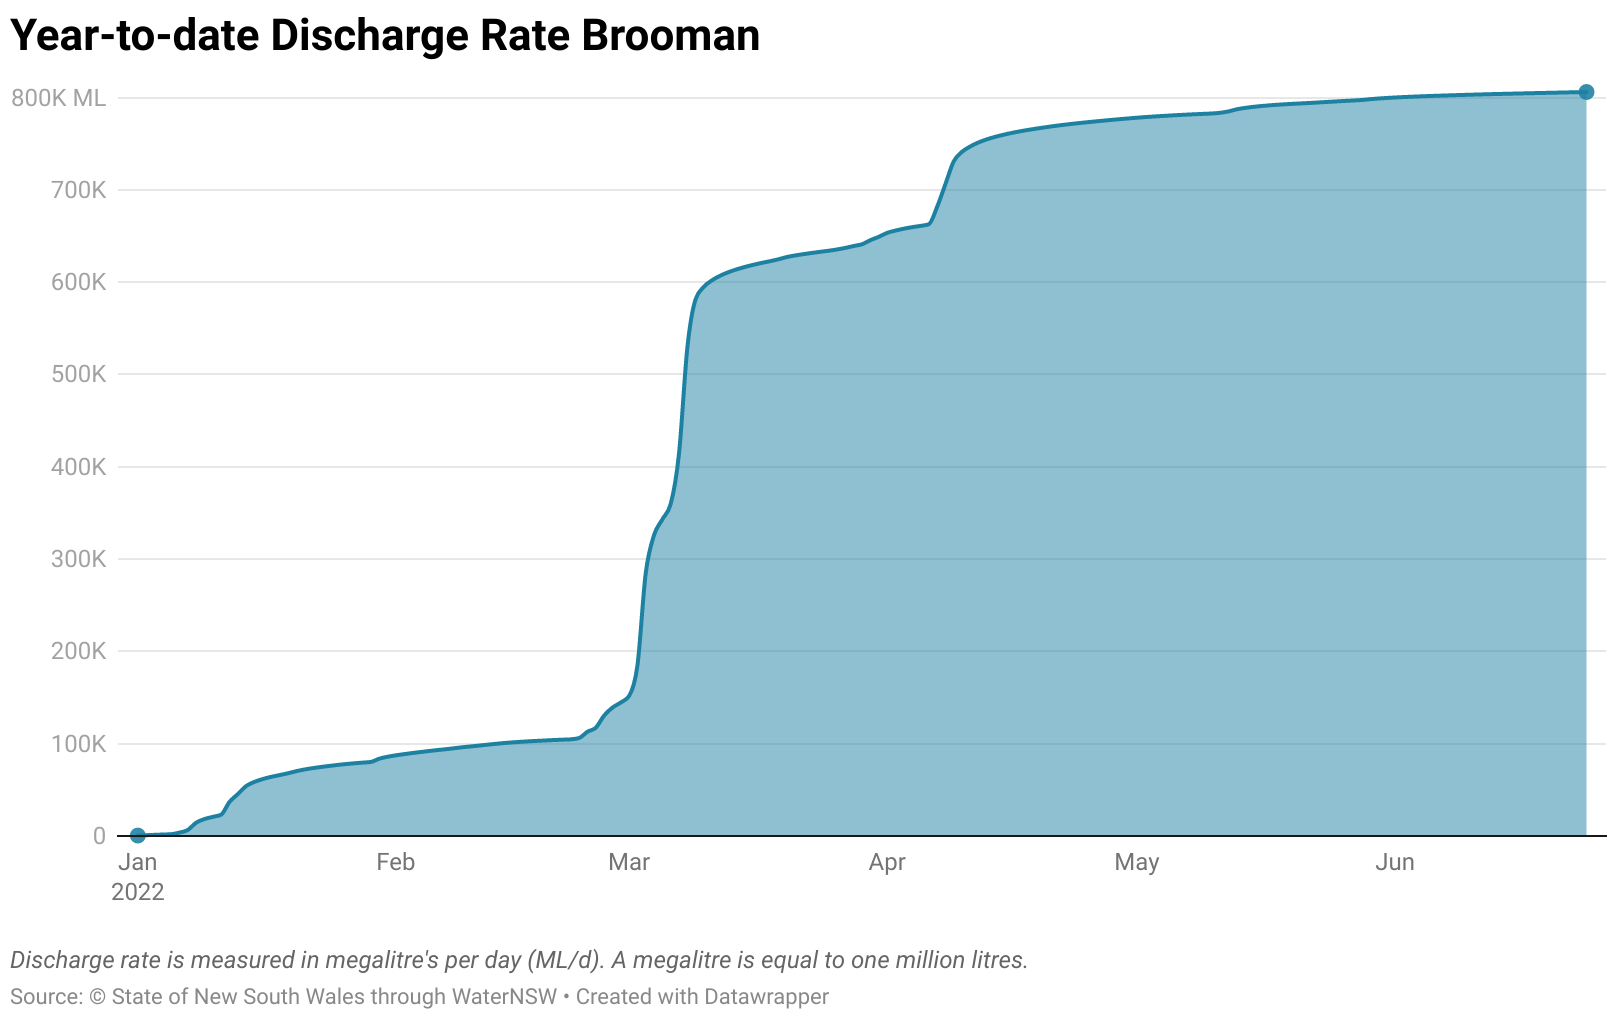 Year-to-date Discharge Rate Brooman
800K ML
700K
600K
500K
400K
300K
200K
100K
0
Jan Feb Mar Apr May Jun
2022
Discharge rate is measured in megalitre's per day (ML/d). A megalitre is equal to one million litres.
Source: © State of New South Wales through WaterNSW • Created with Datawrapper